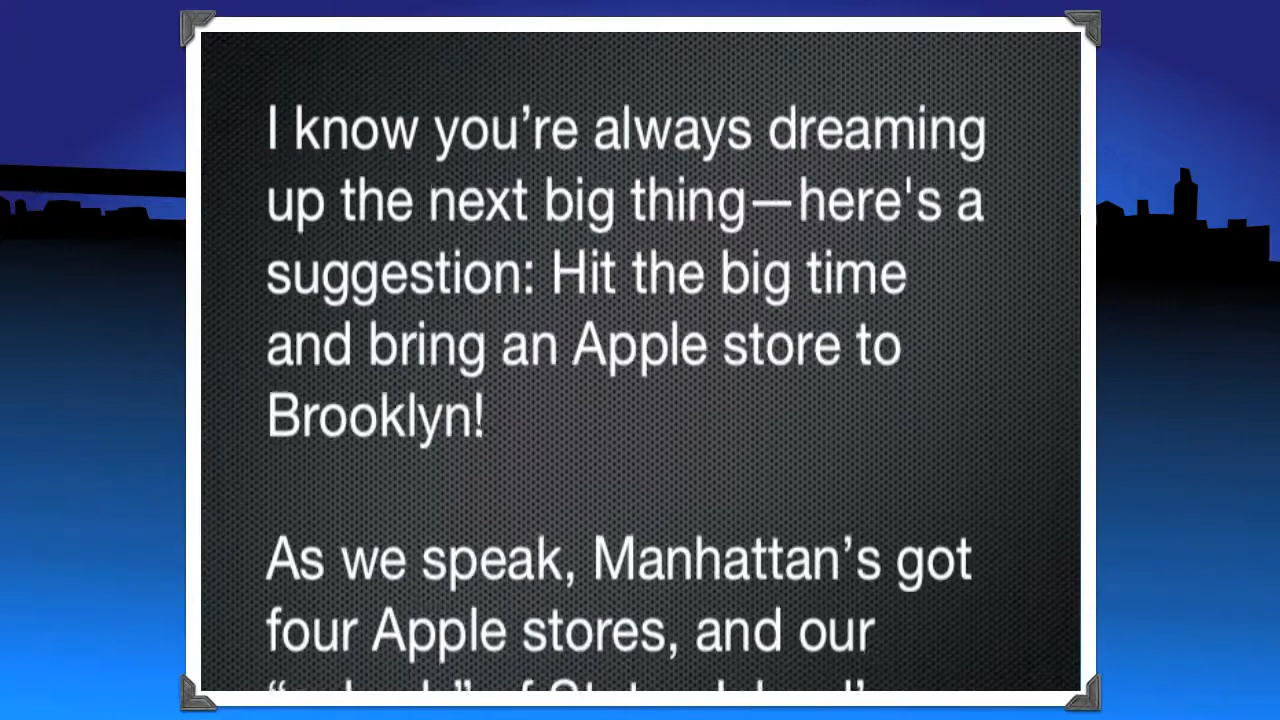 I know you’re always dreaming
up the next big thing—here's a
suggestion: Hit the big time
and bring an Apple store to
Brooklyn!
As we speak, Manhattan’s got
four Apple stores, and our
of